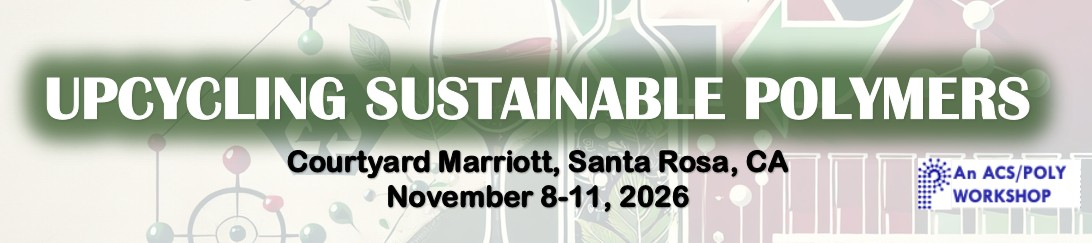 UPCYCLING SUSTAINABLE POLYMERS
Courtyard Marriott, Santa Rosa, CA
November 8-11, 2026
An ACS/POLY
WORKSHOP